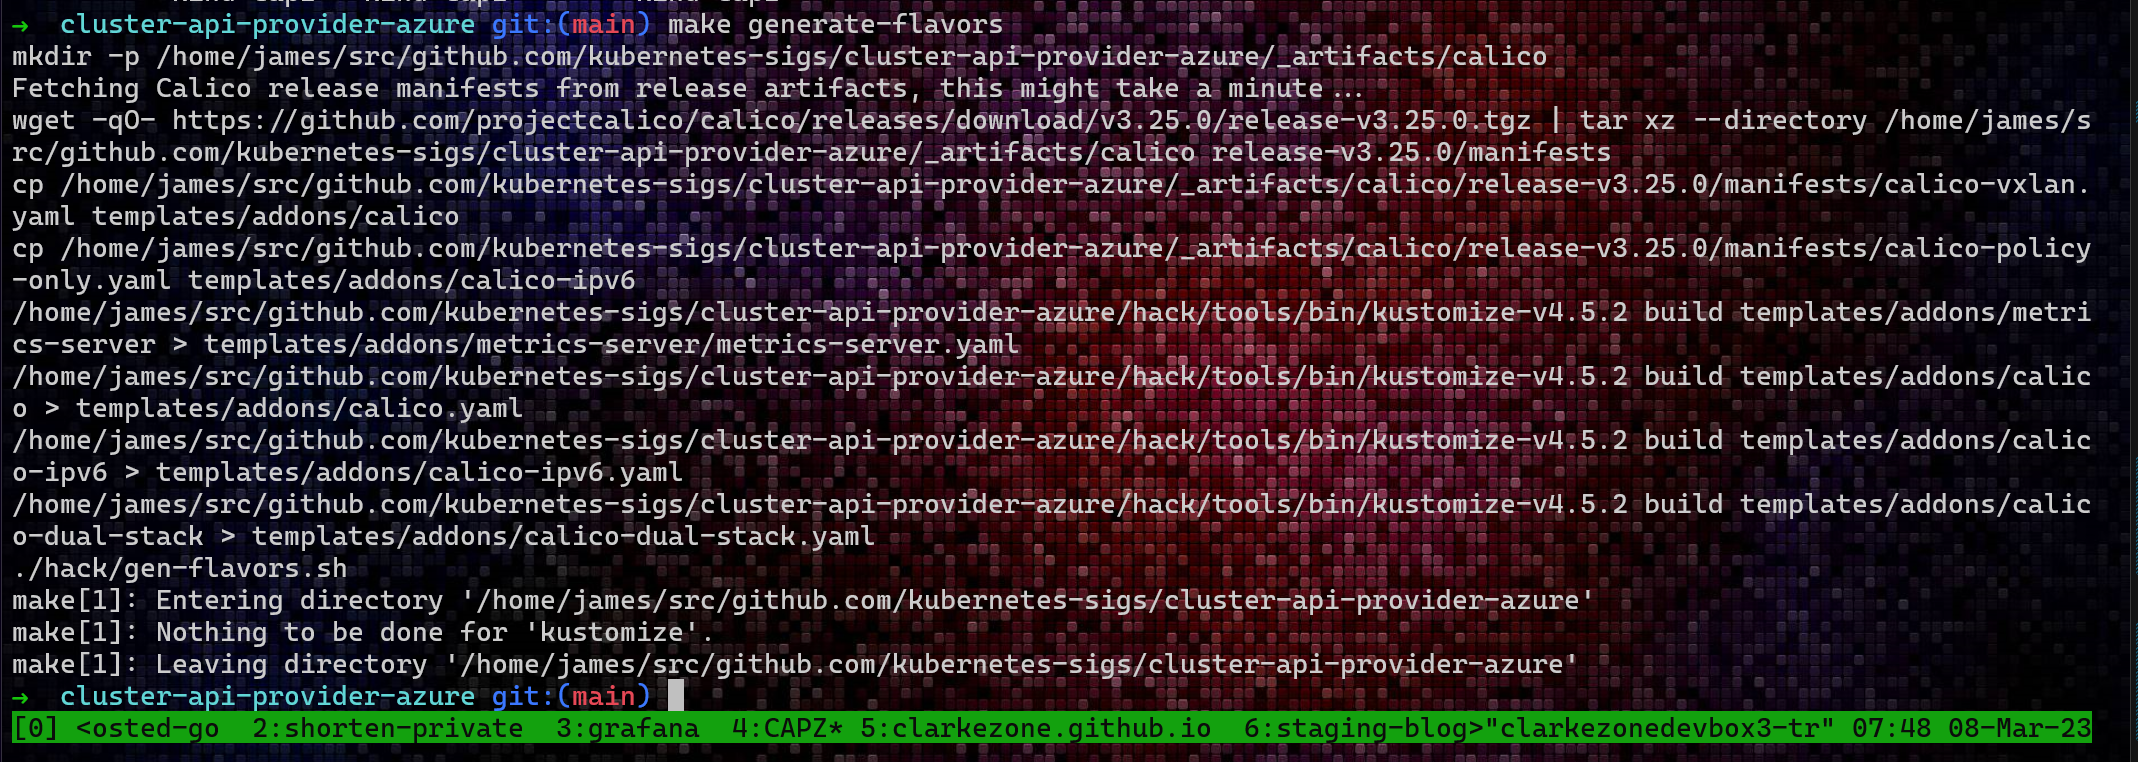 →  cluster-api-provider-azure git:(main) make generate-flavors
mkdir -p /home/james/src/github.com/kubernetes-sigs/cluster-api-provider-azure/_artifacts/calico
Fetching Calico release manifests from release artifacts, this might take a minute...
wget -qO- https://github.com/projectcalico/calico/releases/download/v3.25.0/release-v3.25.0.tgz | tar xz --directory /home/james/s
rc/github.com/kubernetes-sigs/cluster-api-provider-azure/_artifacts/calico release-v3.25.0/manifests
cp /home/james/src/github.com/kubernetes-sigs/cluster-api-provider-azure/_artifacts/calico/release-v3.25.0/manifests/calico-vxlan.
yaml templates/addons/calico
cp /home/james/src/github.com/kubernetes-sigs/cluster-api-provider-azure/_artifacts/calico/release-v3.25.0/manifests/calico-policy
-only.yaml templates/addons/calico-ipv6
/home/james/src/github.com/kubernetes-sigs/cluster-api-provider-azure/hack/tools/bin/kustomize-v4.5.2 build templates/addons/metri
cs-server > templates/addons/metrics-server/metrics-server.yaml
/home/james/src/github.com/kubernetes-sigs/cluster-api-provider-azure/hack/tools/bin/kustomize-v4.5.2 build templates/addons/calic
o > templates/addons/calico.yaml
/home/james/src/github.com/kubernetes-sigs/cluster-api-provider-azure/hack/tools/bin/kustomize-v4.5.2 build templates/addons/calic
o-ipv6 > templates/addons/calico-ipv6.yaml
/home/james/src/github.com/kubernetes-sigs/cluster-api-provider-azure/hack/tools/bin/kustomize-v4.5.2 build templates/addons/calic
o-dual-stack > templates/addons/calico-dual-stack.yaml
./hack/gen-flavors.sh
make[1]: Entering directory '/home/james/src/github.com/kubernetes-sigs/cluster-api-provider-azure'
make[1]: Nothing to be done for 'kustomize'.
make[1]: Leaving directory '/home/james/src/github.com/kubernetes-sigs/cluster-api-provider-azure'
→  cluster-api-provider-azure git:(main)
[0] <osted-go  2:shorten-private  3:grafana  4:CAPZ* 5:clarkezone.github.io  6:staging-blog>"clarkezonedevbox3-tr" 07:48 08-Mar-23